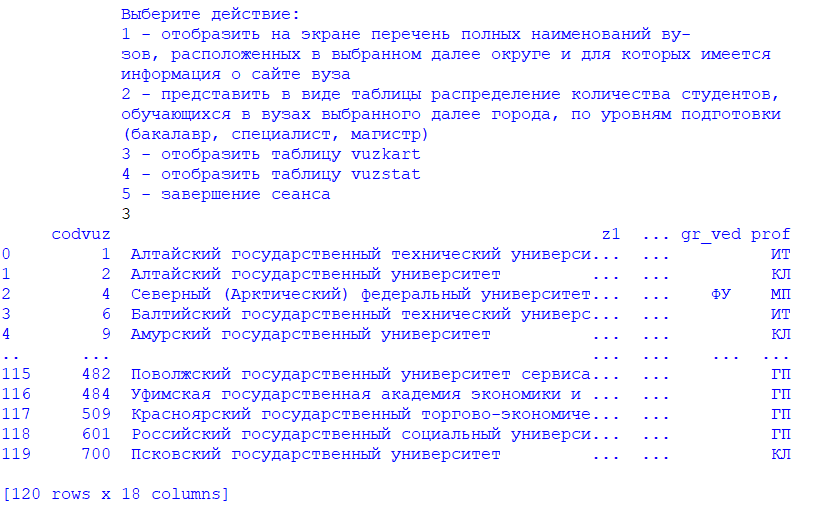 Выберите действие:
1 - отобразить на экране перечень полных наименований ву-
зов, расположенных в выбранном далее округе и для которых имеется
информация о сайте вуза
2 - представить в виде таблицы распределение количества студентов,
обучающихся в вузах выбранного далее города, по уровням подготовки
(бакалавр, специалист, магистр)
3 - отобразить таблицу vuzkart
4 - отобразить таблицу vuzstat
5 - завершение сеанса
3
codvuz z1 ... gr_ved prof
0 1 Алтайский государственный технический универси... ... ИТ
1 2 Алтайский государственный университет ... ... КЛ
2 4 Северный (Арктический) федеральный университет... ... ФУ МП
3 6 Балтийский государственный технический универс... ... ИТ
4 9 Амурский государственный университет ... ... КЛ
.. ... ... ... ... ...
115 482 Поволжский государственный университет сервиса... ... ГП
116 484 Уфимская государственная академия экономики и ... ... ГП
117 509 Красноярский государственный торгово-экономиче... ... ГП
118 601 Российский государственный социальный универси... ... ГП
119 700 Псковский государственный университет ... ... КЛ
[120 rows x 18 columns]